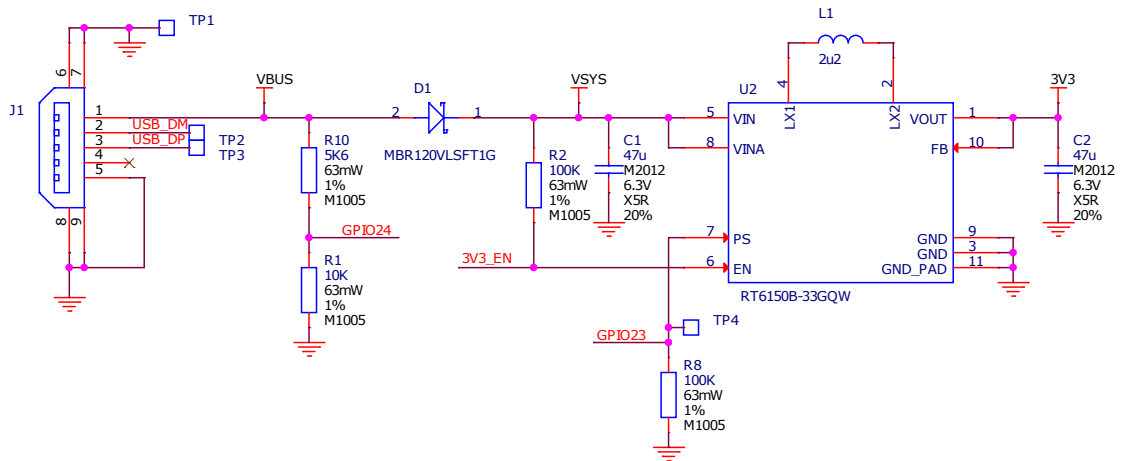 TP1
L1
2u2
6
7
4
2
J1
VBUS
D1
VSYS
U2
LX1
LX2
3V3
1
2
1
5
VIN
VOUT
1
2
USB_DM
3
USB_DP
TP2
TP3
4
5
MBR120VLSFT1G
8
VINA
FB
10
R10
5K6
63mW
1%
M1005
R2
100K
63mW
1%
M1005
C1
47u
M2012
6.3V
X5R
20%
C2
47u
M2012
6.3V
X5R
20%
8
9
GPIO24
7
PS
GND
9
GND
3
3V3_EN
6
EN
GND_PAD
11
R1
10K
63mW
1%
M1005
RT6150B-33GQW
TP4
GPIO23
R8
100K
63mW
1%
M1005